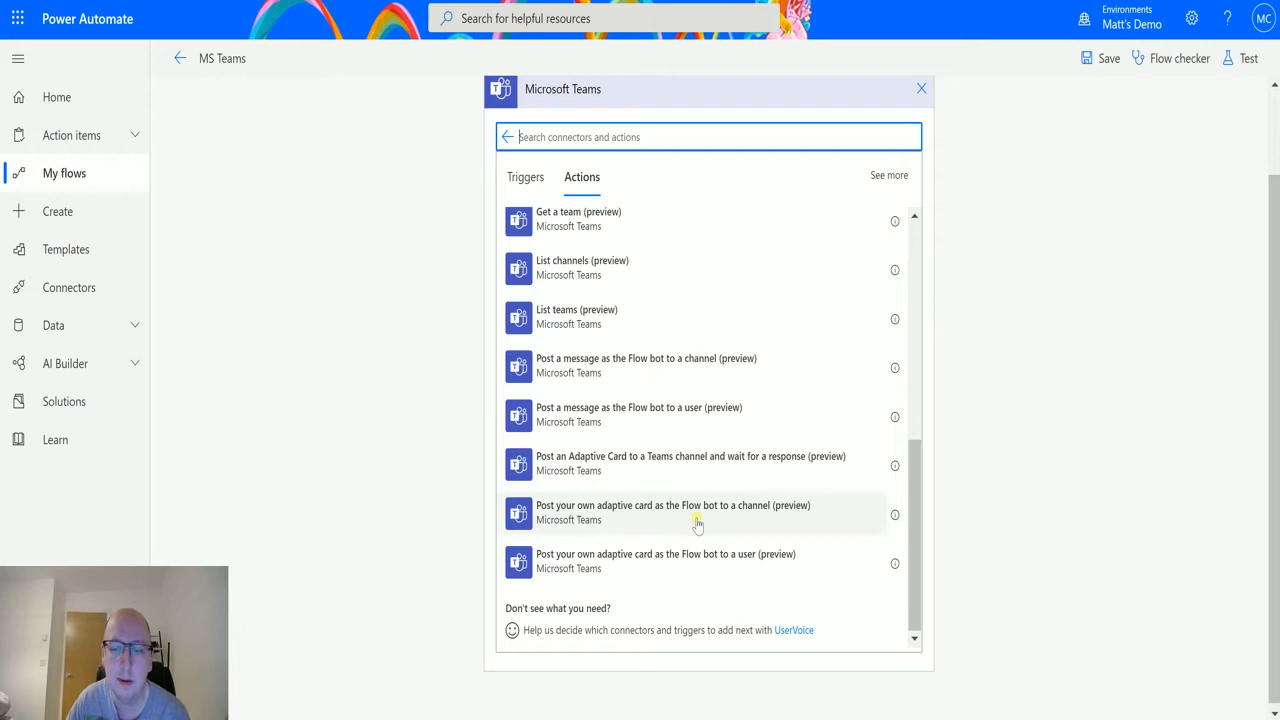 Power Automate
Search for helpful resources
Environments
Matt's Demo
MC
MS Teams
Save
Flow checker
Test
Home
Action items
My flows
Create
Templates
Connectors
Data
AI Builder
Solutions
Learn
Microsoft Teams
Search connectors and actions
Triggers
Actions
See more
Get a team (preview)
Microsoft Teams
List channels (preview)
Microsoft Teams
List teams (preview)
Microsoft Teams
Post a message as the Flow bot to a channel (preview)
Microsoft Teams
Post a message as the Flow bot to a user (preview)
Microsoft Teams
Post an Adaptive Card to a Teams channel and wait for a response (preview)
Microsoft Teams
Post your own adaptive card as the Flow bot to a channel (preview)
Microsoft Teams
Post your own adaptive card as the Flow bot to a user (preview)
Microsoft Teams
Don't see what you need?
Help us decide which connectors and triggers to add next with UserVoice